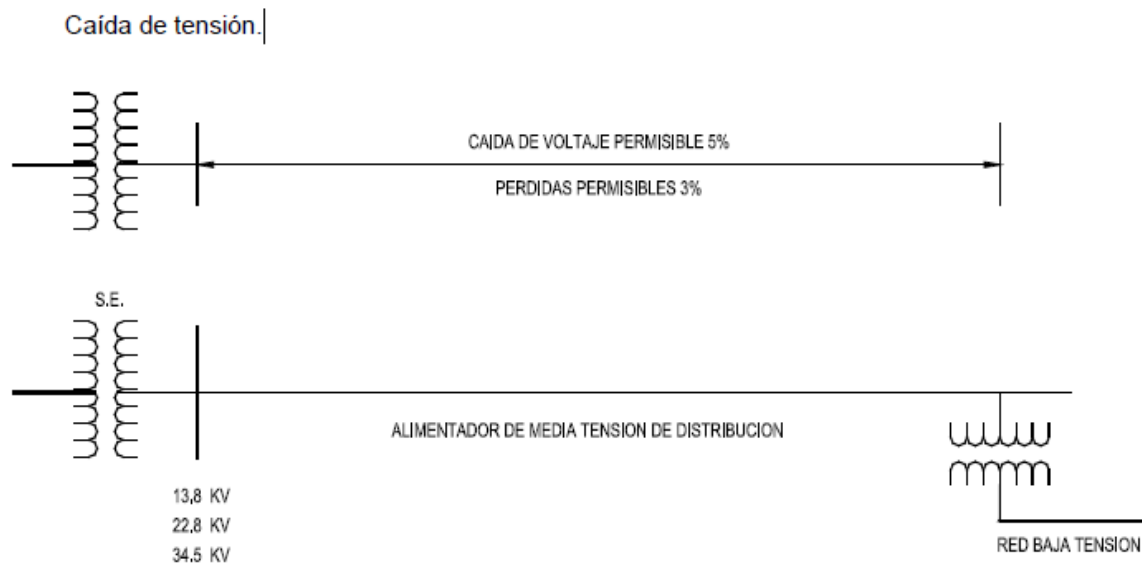 Caída de tensión.
CAIDA DE VOLTAJE PERMISIBLE 5%
PERDIDAS PERMISIBLES 3%
S.E.
ALIMENTADOR DE MEDIA TENSION DE DISTRIBUCION
13,8 KV
22,8 KV
34.5 KV
RED BAJA TENSION